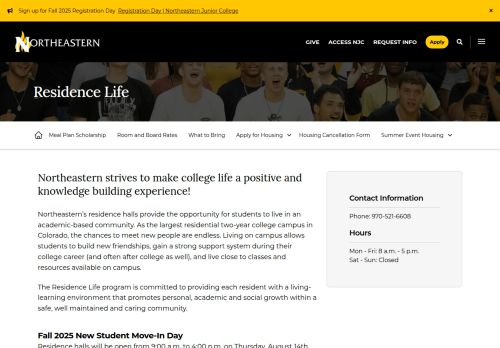 Sign up for Fall 2025 Registration Day Registration Day | Northeastern Junior College ×
NORTHEASTERN GIVE ACCESS NJC REQUEST INFO Apply
Residence Life
Meal Plan Scholarship Room and Board Rates What to Bring Apply for Housing Housing Cancellation Form Summer Event Housing
Northeastern strives to make college life a positive and
knowledge building experience!
Northeastern's residence halls provide the opportunity for students to live in an
academic-based community. As the largest residential two-year college campus in
Colorado, the chances to meet new people are endless. Living on campus allows
students to build new friendships, gain a strong support system during their
college career (and often after college as well), and live close to classes and
resources available on campus.
The Residence Life program is committed to providing each resident with a living-
learning environment that promotes personal, academic and social growth within a
safe, well maintained and caring community.
Fall 2025 New Student Move-In Day
Residence halls will be open from 9:00 a.m. to 4:00 p.m. on Thursday, August 14th.
Contact Information
Phone: 970-521-6608
Hours
Mon - Fri: 8 a.m. - 5 p.m.
Sat - Sun: Closed